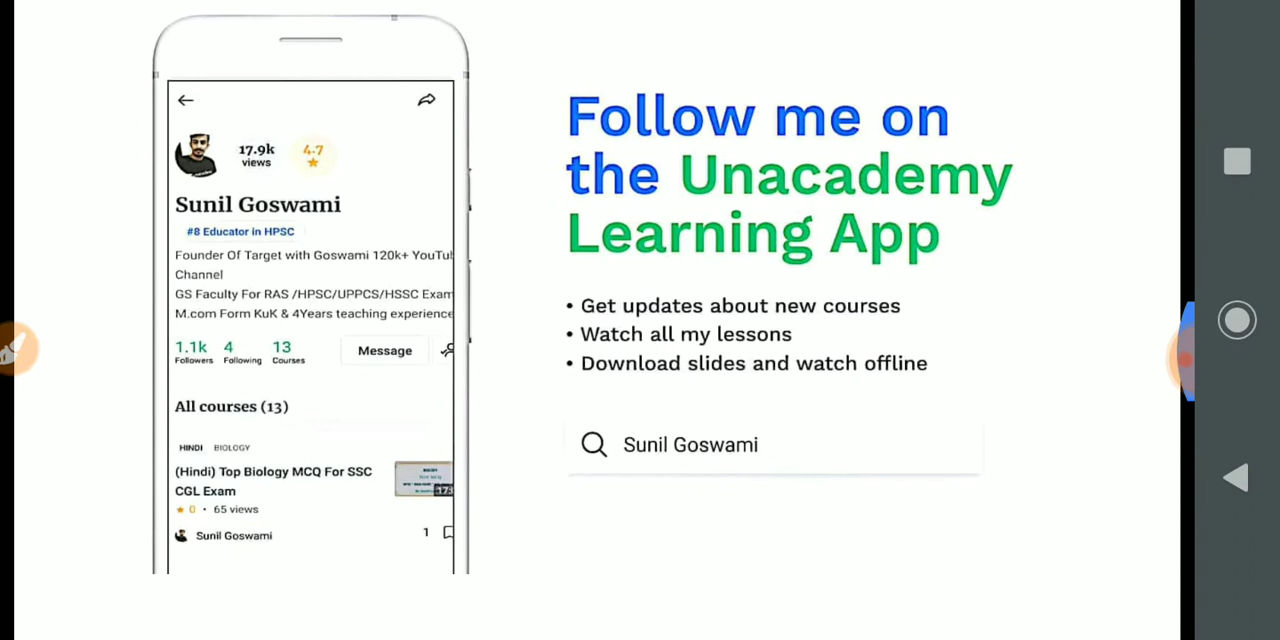 17.9k
views
4.7
Sunil Goswami
#8 Educator in HPSC
Founder Of Target with Goswami 120k+
Channel
GS Faculty For RAS /HPSC/UPPCS/HSSC Exam
M.com Form KuK & 4Years teaching experience
1.1k 4 13
Followers Following Courses
Message
All courses (13)
HINDI BIOLOGY
(Hindi) Top Biology MCQ For SSC
CGL Exam
0 • 65 views
Sunil Goswami
1
Follow me on
the Unacademy
Learning App
• Get updates about new courses
• Watch all my lessons
• Download slides and watch offline
Sunil Goswami